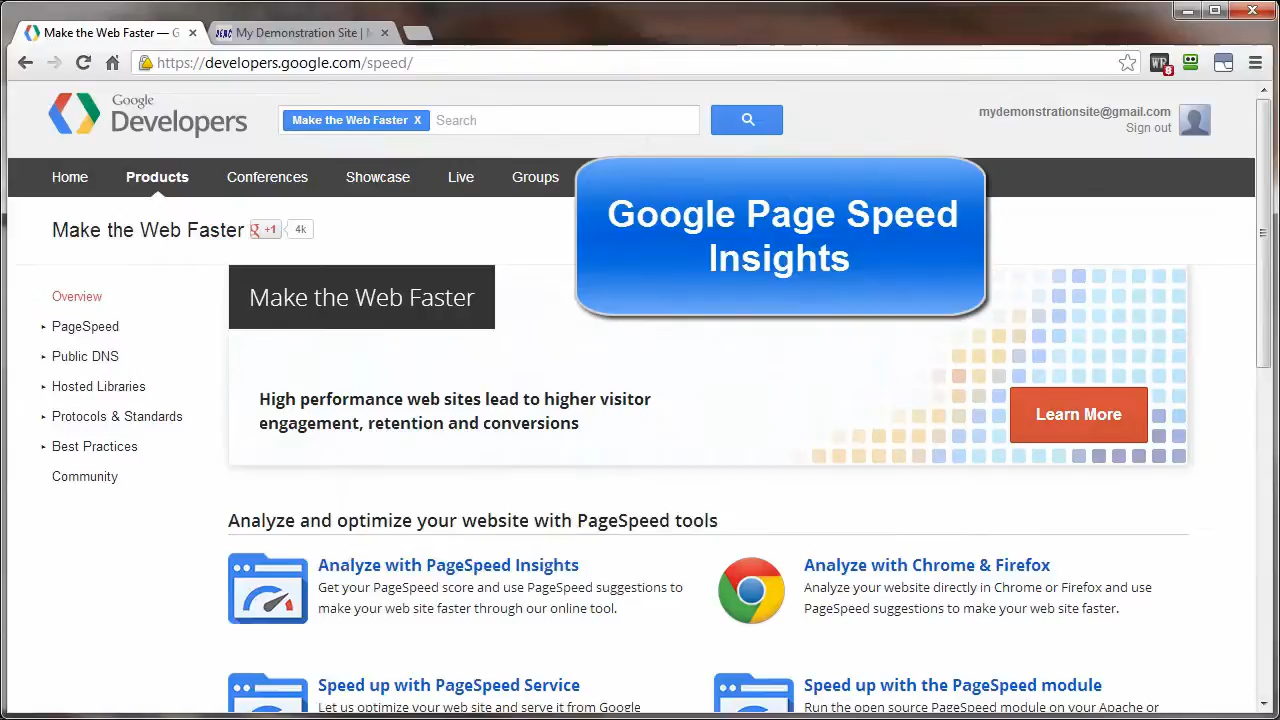 Make the Web Faster — G
My Demonstration Site |
https://developers.google.com/speed/
8
Google
Developers
Make the Web Faster X
Search
mydemonstrationsite@gmail.com
Sign out
Home
Products
Conferences
Showcase
Live
Groups
Google Page Speed
Insights
Make the Web Faster
+1
4k
Overview
PageSpeed
Public DNS
Hosted Libraries
Protocols & Standards
Best Practices
Community
Make the Web Faster
High performance web sites lead to higher visitor
engagement, retention and conversions
Learn More
Analyze and optimize your website with PageSpeed tools
Analyze with PageSpeed Insights
Get your PageSpeed score and use PageSpeed suggestions to
make your web site faster through our online tool.
Analyze with Chrome & Firefox
Analyze your website directly in Chrome or Firefox and use
PageSpeed suggestions to make your web site faster.
Speed up with PageSpeed Service
Let us optimize your web site and serve it from Google
Speed up with the PageSpeed module
Run the open source PageSpeed module on your Apache or